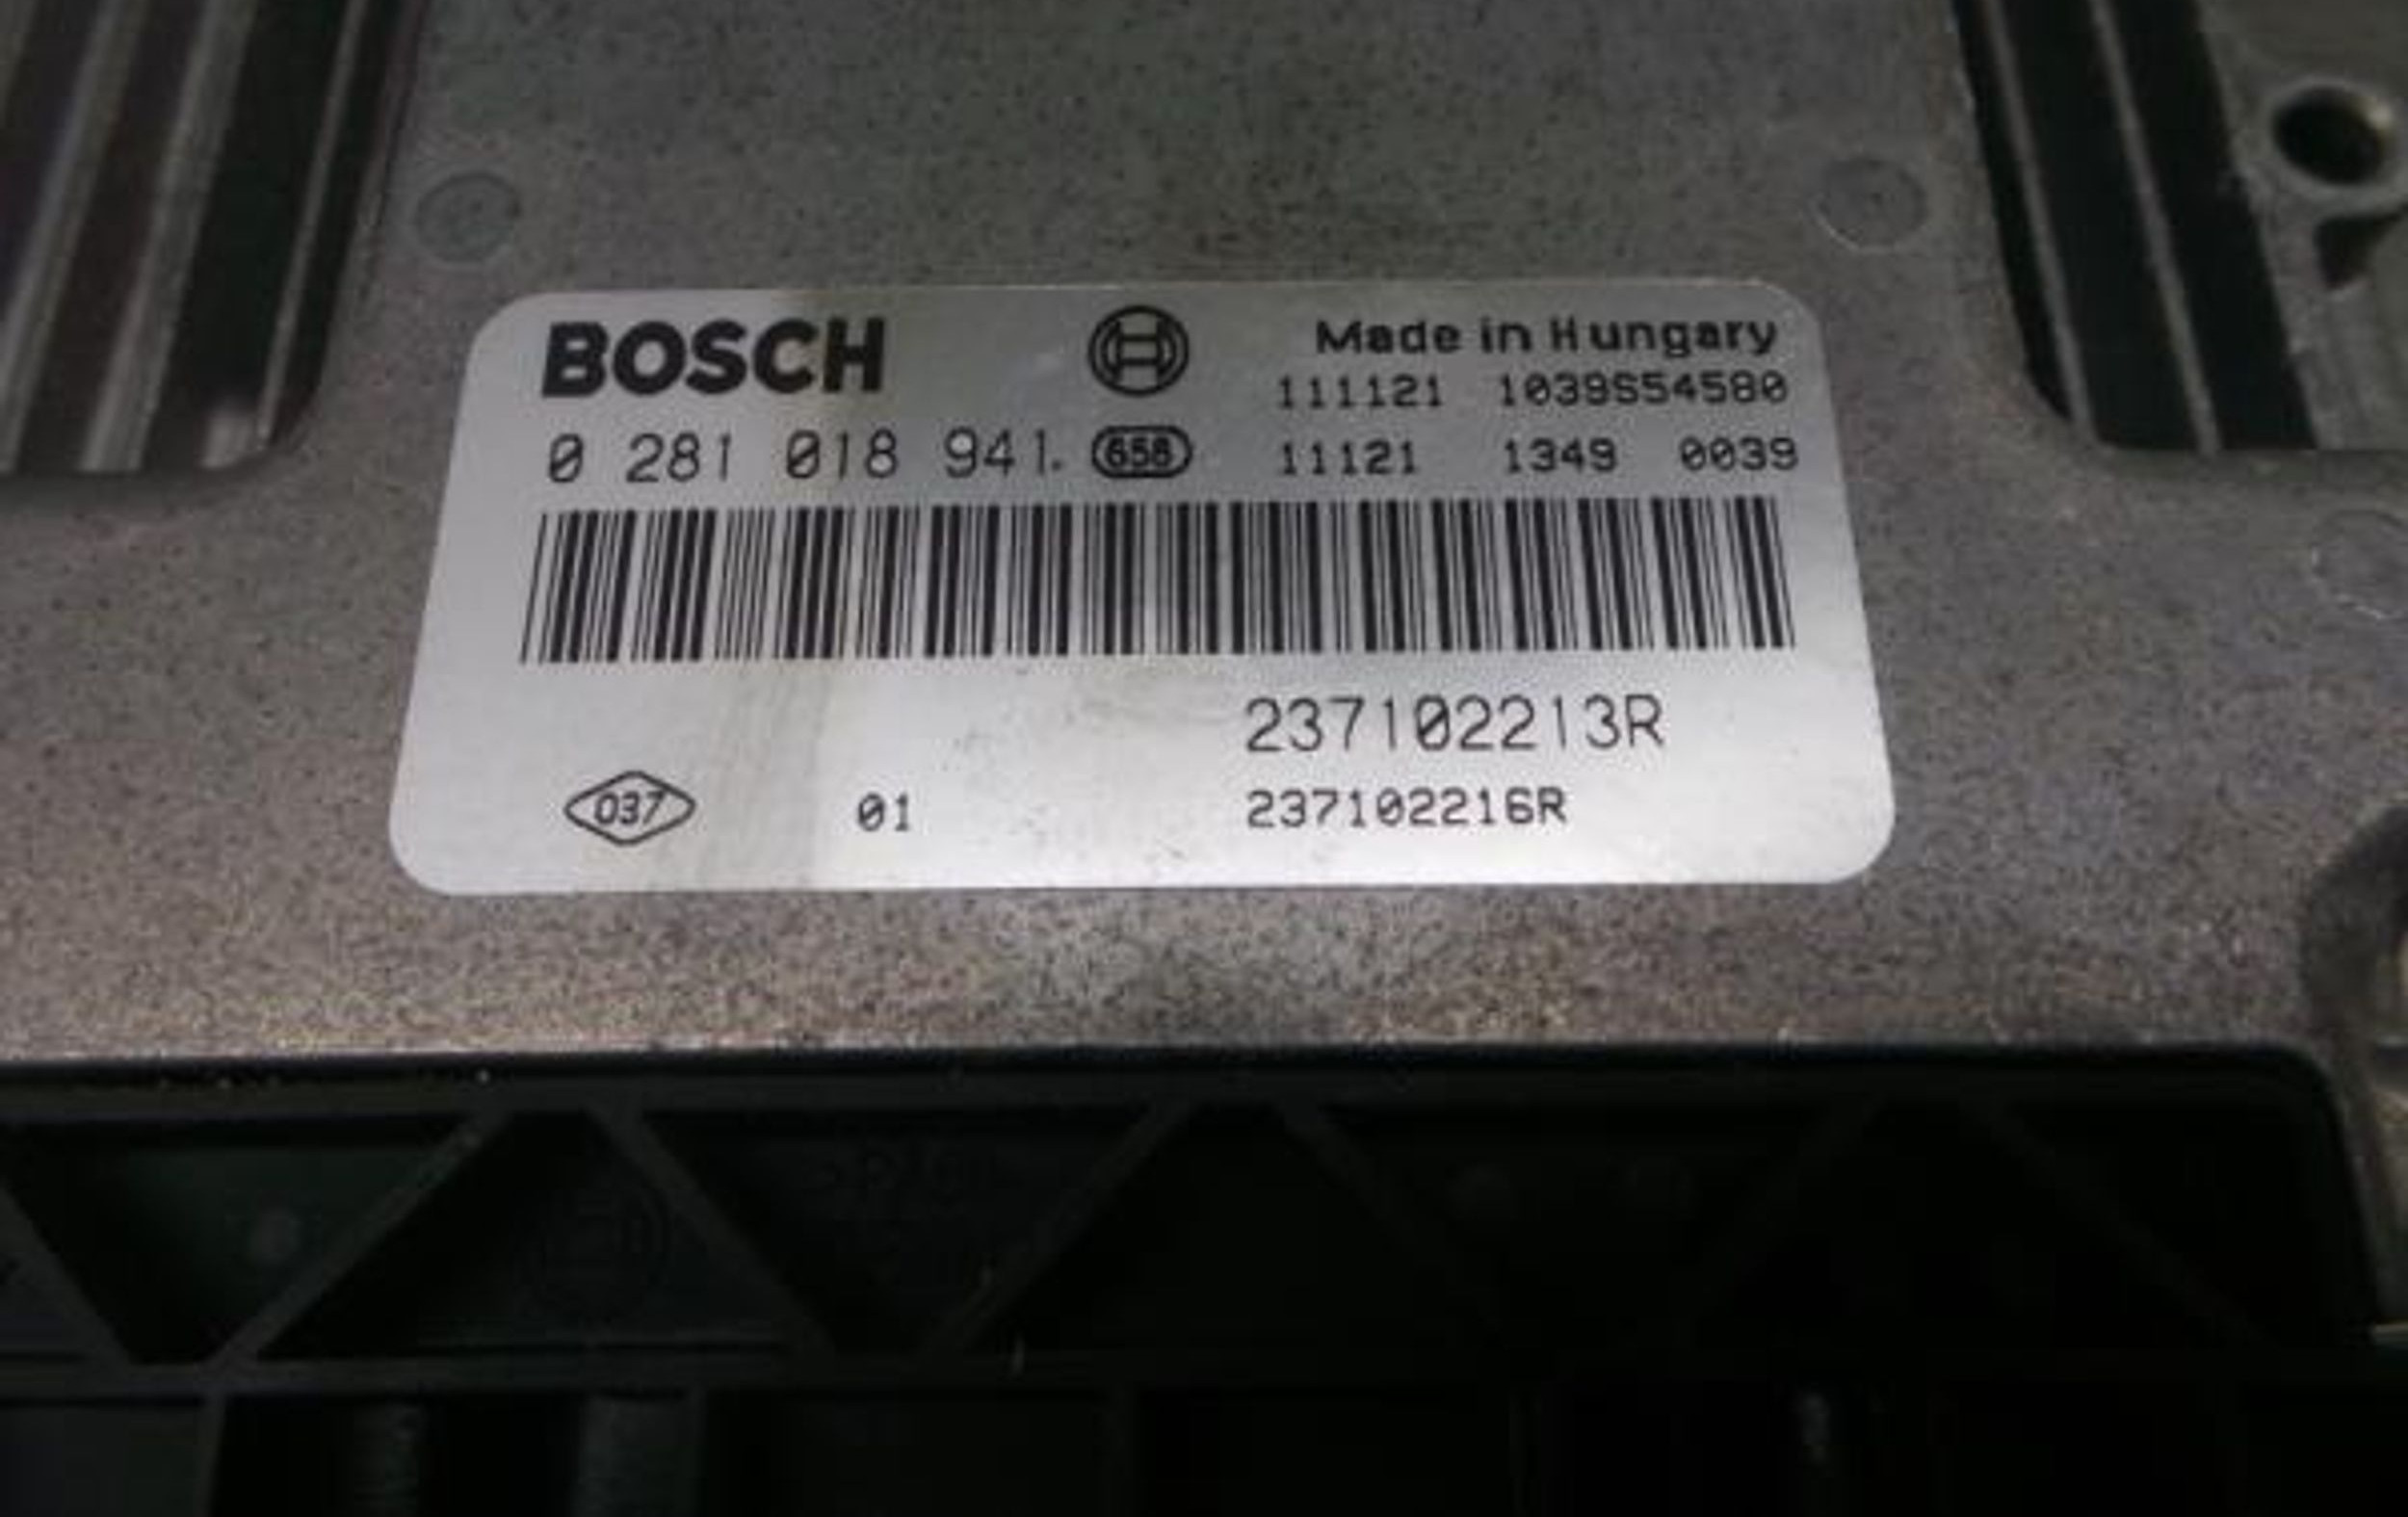 BOSCH
Made in Hungary
111121 1039S54580
0 281 018 941. 658 11121 1349 0039
237102213R
037 01 237102216R